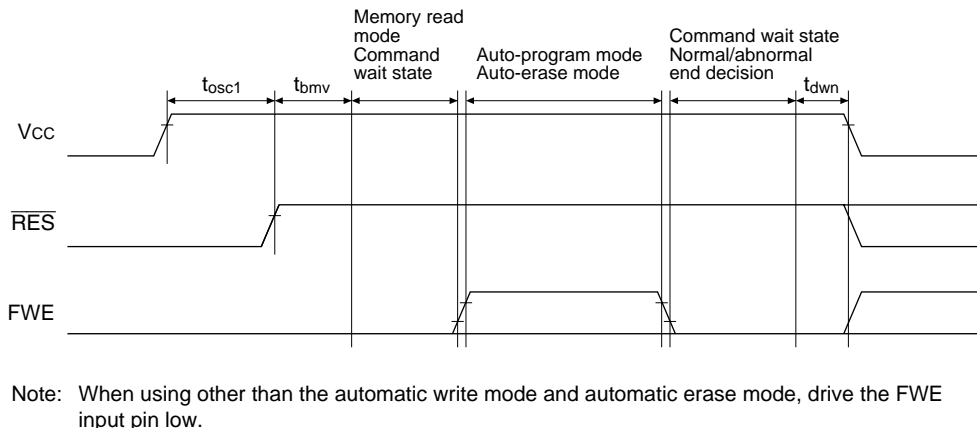 Memory read
mode
Command
wait state
Auto-program mode
Auto-erase mode
Command wait state
Normal/abnormal
end decision
tosc1
tbmv
tdwn
VCC
RES
FWE
Note: When using other than the automatic write mode and automatic erase mode, drive the FWE
input pin low.